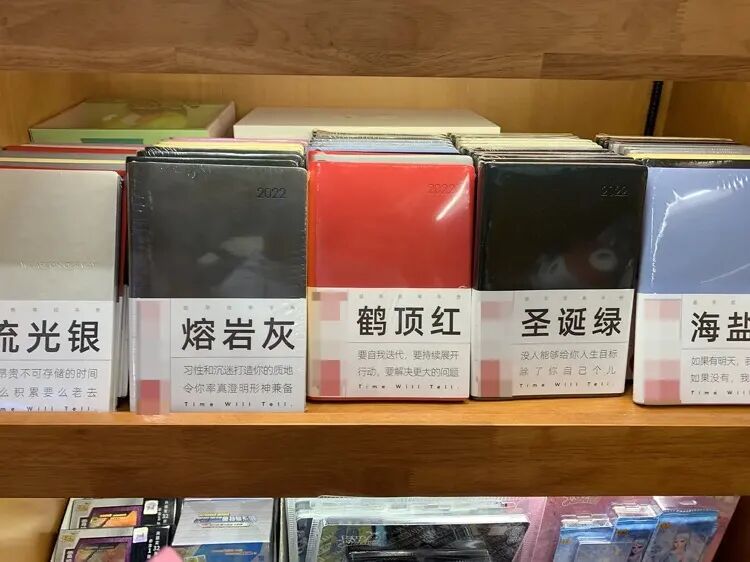 流光银
昂贵不可存储的时间
么积累要么老去
Time Will Tell.
2022
熔岩灰
习性和沉迷打造你的质地
令你率真澄明形神兼备
Time Will Tell.
2022
鹤顶红
要自我迭代，要持续展开
行动，要解决更大的问题
Time Will Tell.
2022
圣诞绿
没人能够给你人生目标
除了你自己个儿
Time Will Tell.
海盐
如果有明天，我
如果没有，我
Time W